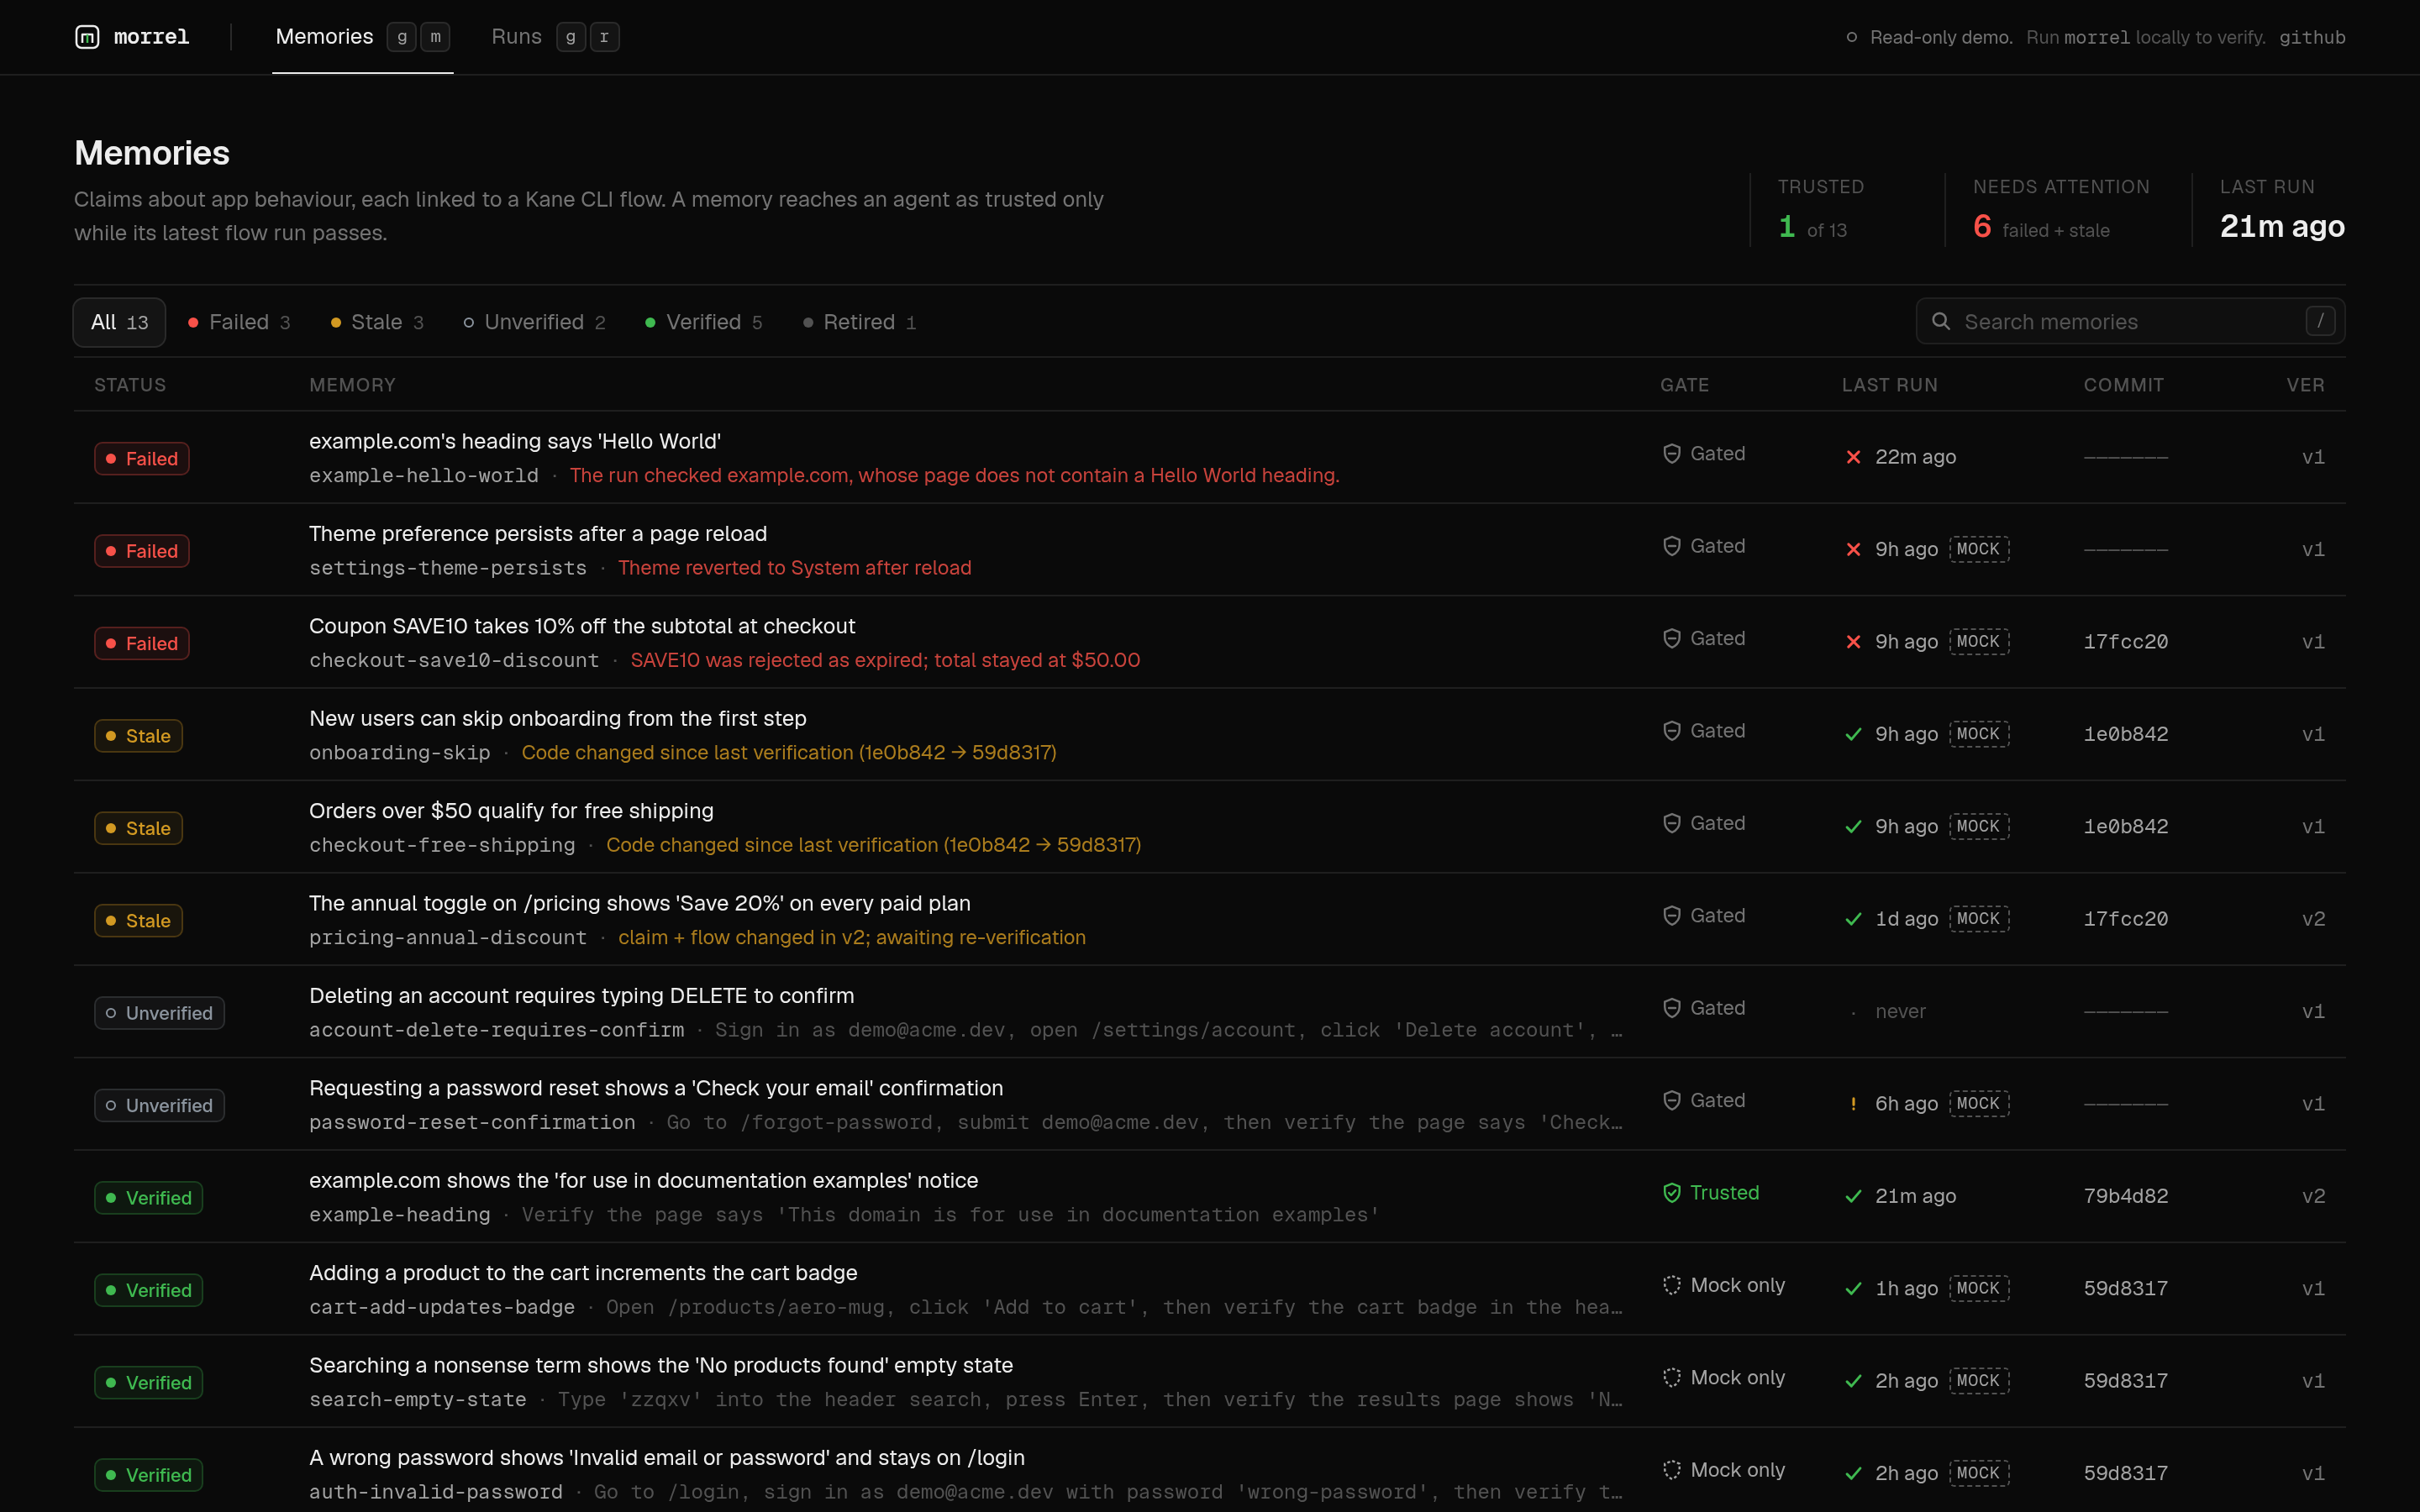 morrel
Memories g m
Runs g r
Read-only demo. Run morrel locally to verify. github
Memories
Claims about app behaviour, each linked to a Kane CLI flow. A memory reaches an agent as trusted only
while its latest flow run passes.
TRUSTED
1 of 13
NEEDS ATTENTION
6 failed + stale
LAST RUN
21m ago
All 13 Failed 3 Stale 3 Unverified 2 Verified 5 Retired 1
Search memories /
STATUS MEMORY GATE LAST RUN COMMIT VER
Failed
example.com's heading says 'Hello World'
example-hello-world · The run checked example.com, whose page does not contain a Hello World heading.
Gated 22m ago ——————— v1
Failed
Theme preference persists after a page reload
settings-theme-persists · Theme reverted to System after reload
Gated 9h ago MOCK ——————— v1
Failed
Coupon SAVE10 takes 10% off the subtotal at checkout
checkout-save10-discount · SAVE10 was rejected as expired; total stayed at $50.00
Gated 9h ago MOCK 17fcc20 v1
Stale
New users can skip onboarding from the first step
onboarding-skip · Code changed since last verification (1e0b842 → 59d8317)
Gated 9h ago MOCK 1e0b842 v1
Stale
Orders over $50 qualify for free shipping
checkout-free-shipping · Code changed since last verification (1e0b842 → 59d8317)
Gated 9h ago MOCK 1e0b842 v1
Stale
The annual toggle on /pricing shows 'Save 20%' on every paid plan
pricing-annual-discount · claim + flow changed in v2; awaiting re-verification
Gated 1d ago MOCK 17fcc20 v2
Unverified
Deleting an account requires typing DELETE to confirm
account-delete-requires-confirm · Sign in as demo@acme.dev, open /settings/account, click 'Delete account', …
Gated · never ——————— v1
Unverified
Requesting a password reset shows a 'Check your email' confirmation
password-reset-confirmation · Go to /forgot-password, submit demo@acme.dev, then verify the page says 'Check…
Gated ! 6h ago MOCK ——————— v1
Verified
example.com shows the 'for use in documentation examples' notice
example-heading · Verify the page says 'This domain is for use in documentation examples'
Trusted 21m ago 79b4d82 v2
Verified
Adding a product to the cart increments the cart badge
cart-add-updates-badge · Open /products/aero-mug, click 'Add to cart', then verify the cart badge in the hea…
Mock only 1h ago MOCK 59d8317 v1
Verified
Searching a nonsense term shows the 'No products found' empty state
search-empty-state · Type 'zzqxv' into the header search, press Enter, then verify the results page shows 'N…
Mock only 2h ago MOCK 59d8317 v1
Verified
A wrong password shows 'Invalid email or password' and stays on /login
auth-invalid-password · Go to /login, sign in as demo@acme.dev with password 'wrong-password', then verify t…
Mock only 2h ago MOCK 59d8317 v1